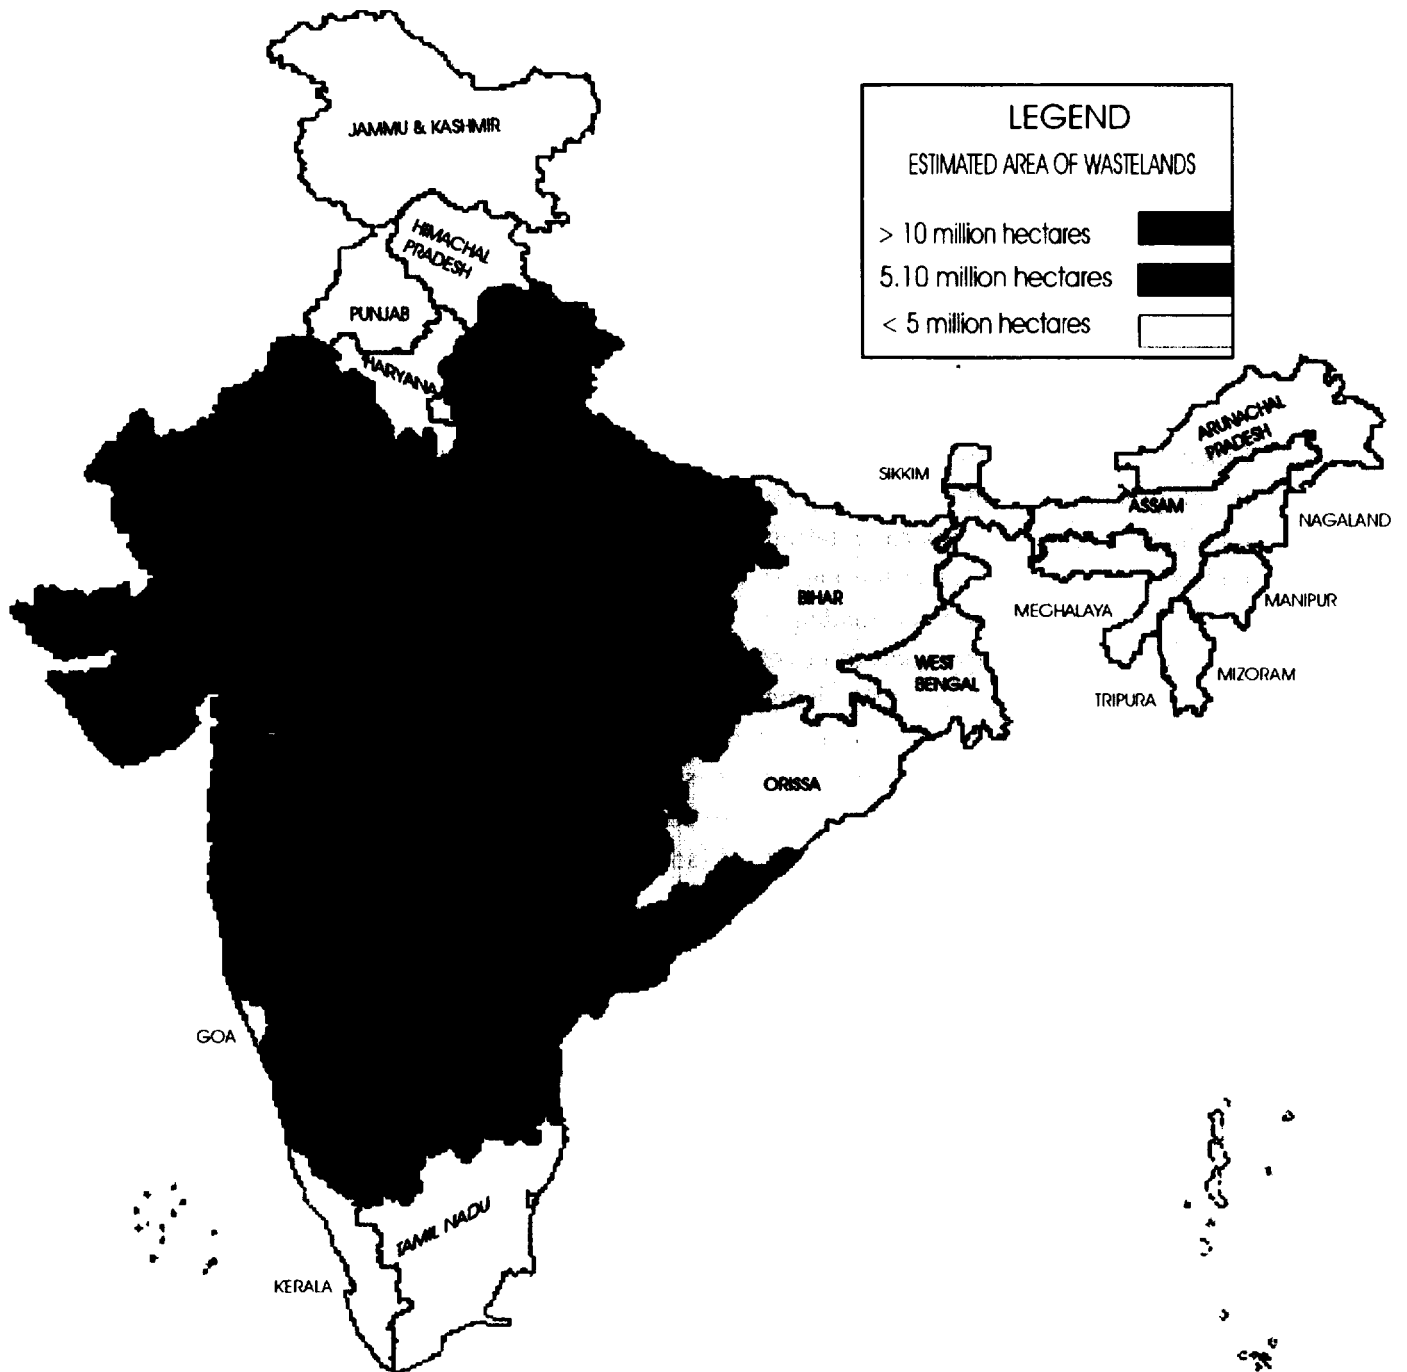 JAMMU & KASHMIR
LEGEND
ESTIMATED AREA OF WASTELANDS
> 10 million hectares
5.10 million hectares
< 5 million hectares
HIMACHAL
PRADESH
PUNJAB
HARYANA
ARUNACHAL
PRADESH
SIKKIM
ASSAM
NAGALAND
BIHAR
MECHALAYA
MANIPUR
WEST
BENGAL
MIZORAM
TRIPURA
ORISSA
GOA
TAMIL NADU
KERALA